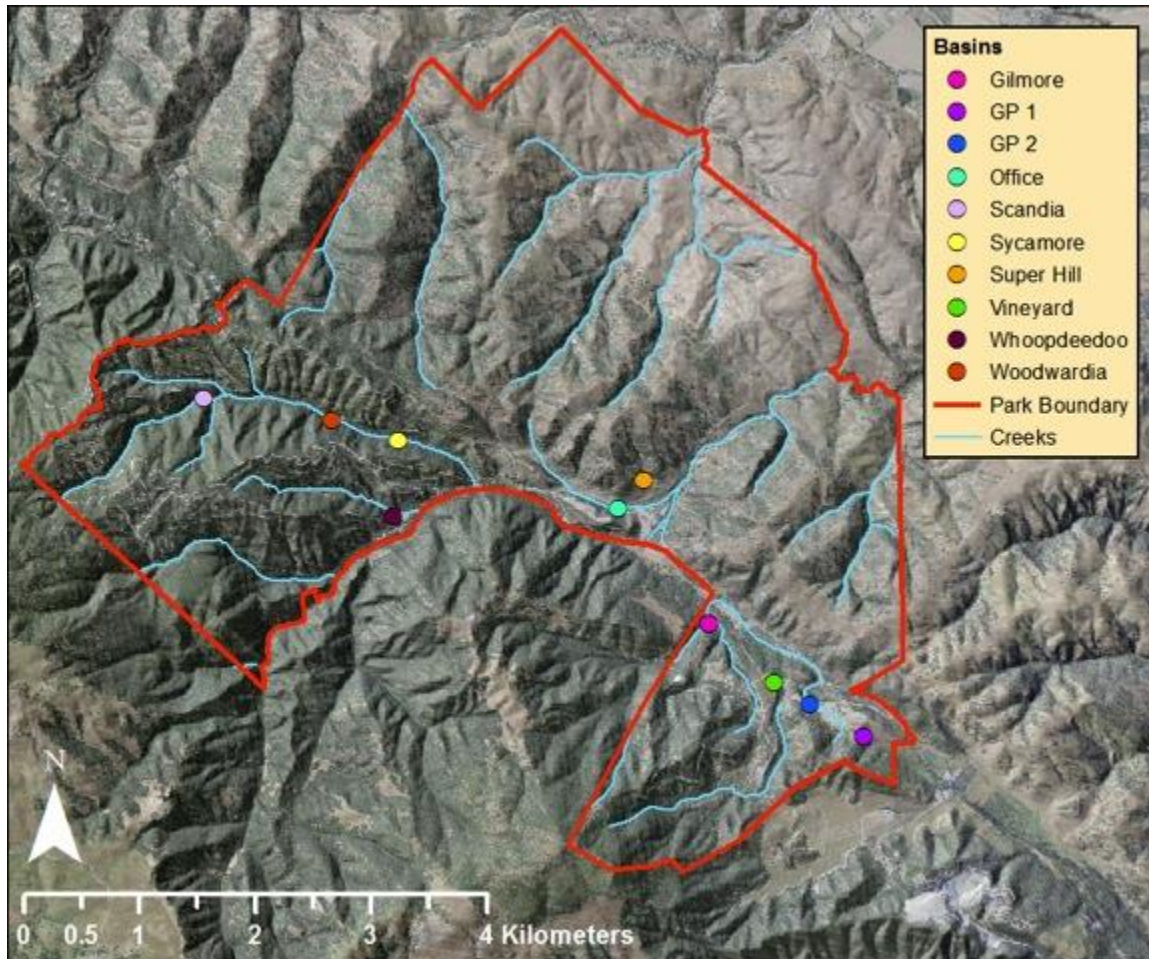 Basins
Gilmore
GP 1
GP 2
Office
Scandia
Sycamore
Super Hill
Vineyard
Whoopdeedoo
Woodwardia
Park Boundary
Creeks
N
0 0.5 1 2 3 4 Kilometers